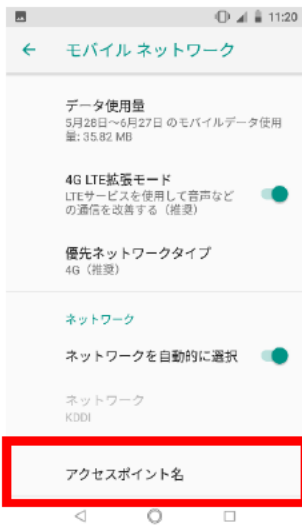 11:20
モバイル ネットワーク
データ使用量
5月28日～6月27日 のモバイルデータ使用
量: 35.82 MB
4G LTE拡張モード
LTEサービスを使用して音声など
の通信を改善する（推奨）
優先ネットワークタイプ
4G（推奨）
ネットワーク
ネットワークを自動的に選択
ネットワーク
KDDI
アクセスポイント名